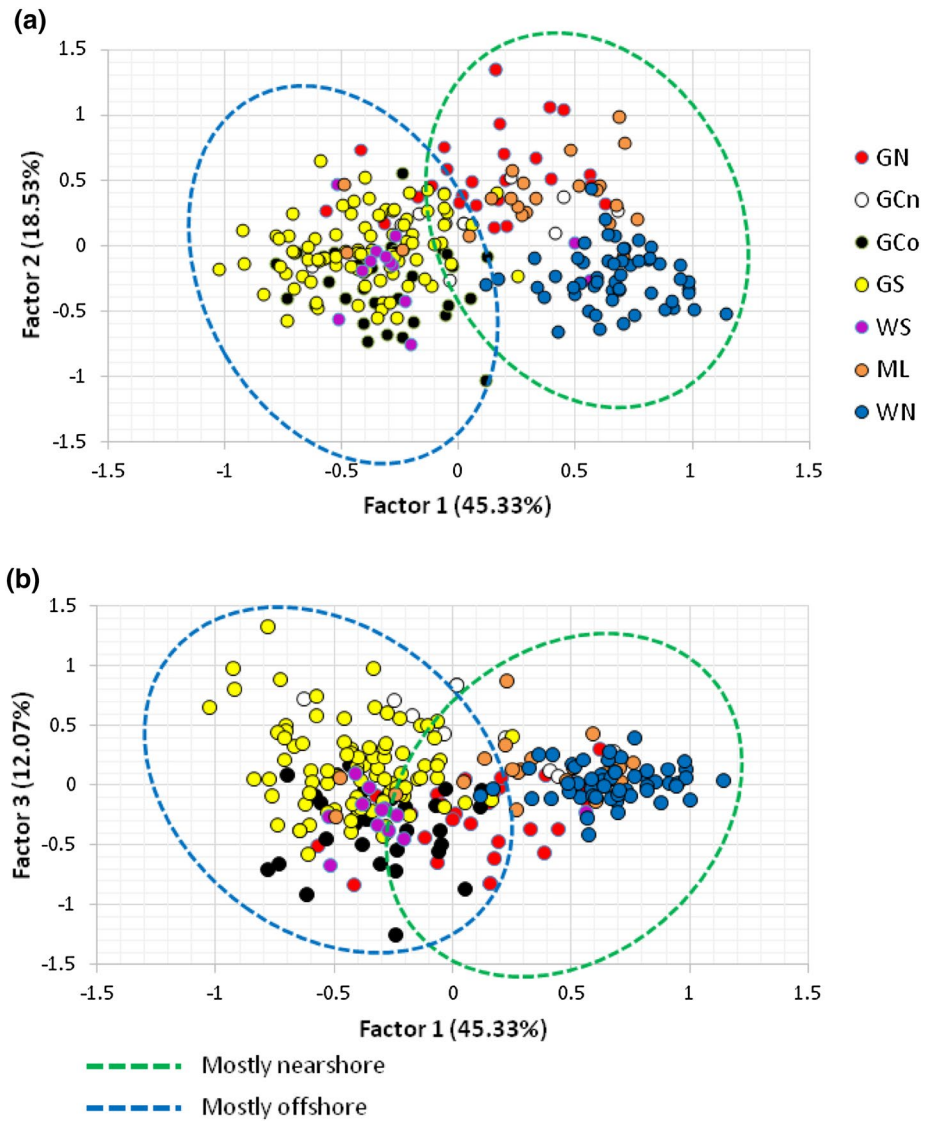 (a)
1.5
1
0.5
0
-0.5
-1
-1.5
-1.5 -1 -0.5 0 0.5 1 1.5
Factor 2 (18.53%)
Factor 1 (45.33%)
GN
GCn
GCo
GS
WS
ML
WN
(b)
1.5
1
0.5
0
-0.5
-1
-1.5
-1.5 -1 -0.5 0 0.5 1 1.5
Factor 3 (12.07%)
Factor 1 (45.33%)
Mostly nearshore
Mostly offshore